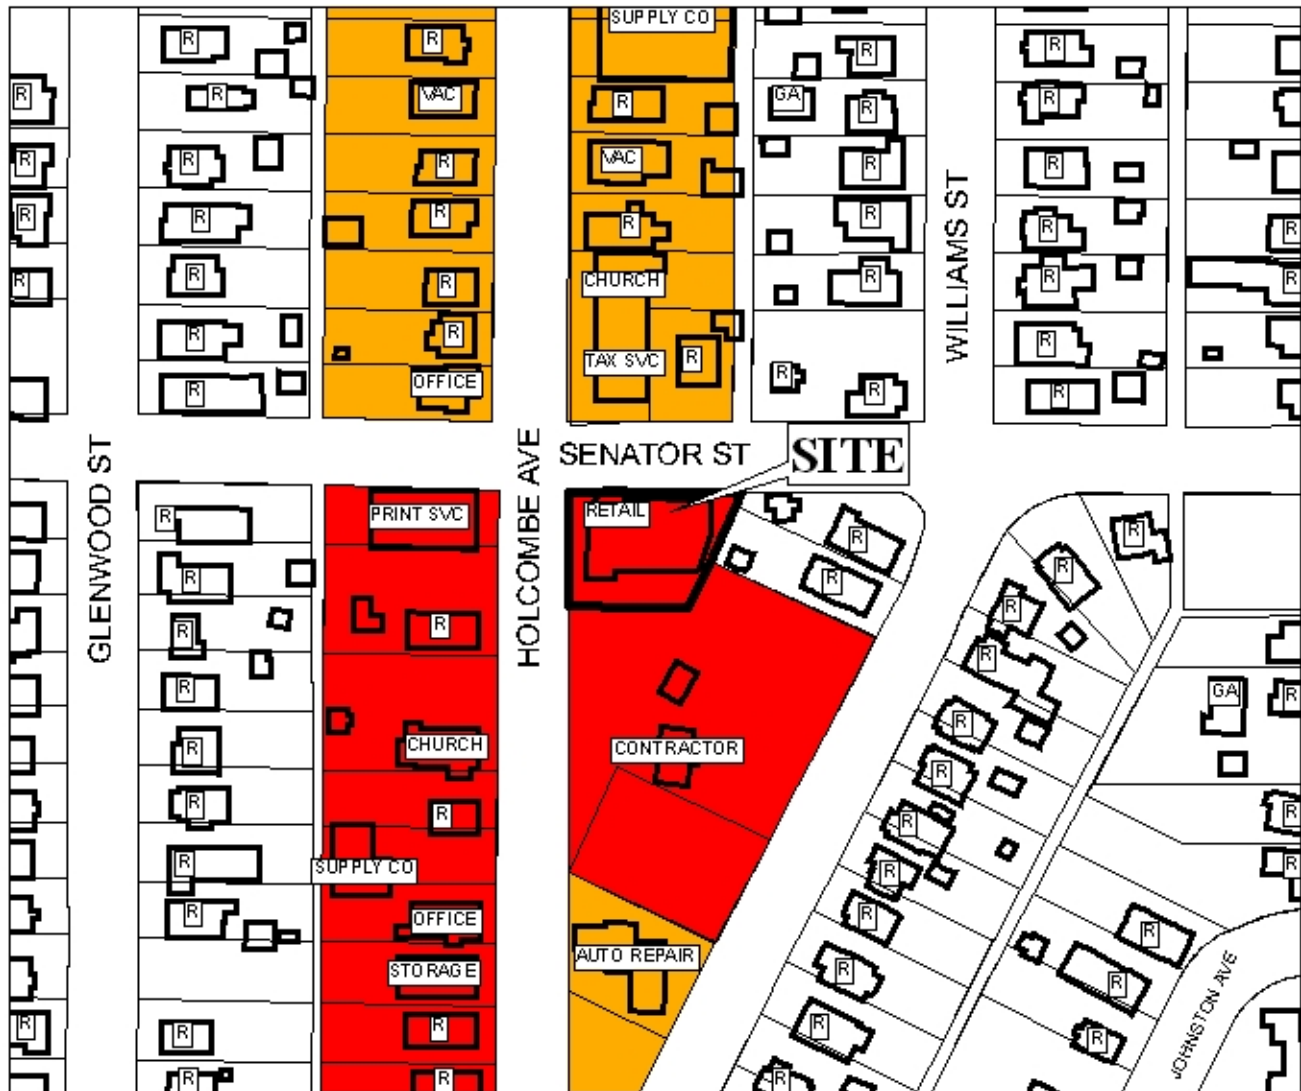 SUPPLY CO
R
R
R
R
R
R
VAC
R
GA
R
R
R
R
R
VAC
R
R
R
R
R
R
R
R
R
R
R
R
R
CHURCH
R
R
R
R
R
R
TAX SVC
R
R
R
OFFICE
R
R
R
WILLIAMS ST
SENATOR ST
SITE
GLENWOOD ST
HOLCOMBE AVE
R
PRINT SVC
RETAIL
R
R
R
R
R
R
R
R
R
R
GA
R
CHURCH
CONTRACTOR
R
R
R
R
R
R
R
R
SUPPLY CO
R
R
R
OFFICE
R
R
AUTO REPAIR
STORAGE
R
R
JOHNSTON AVE
R
R
R
R
R
R
R
R